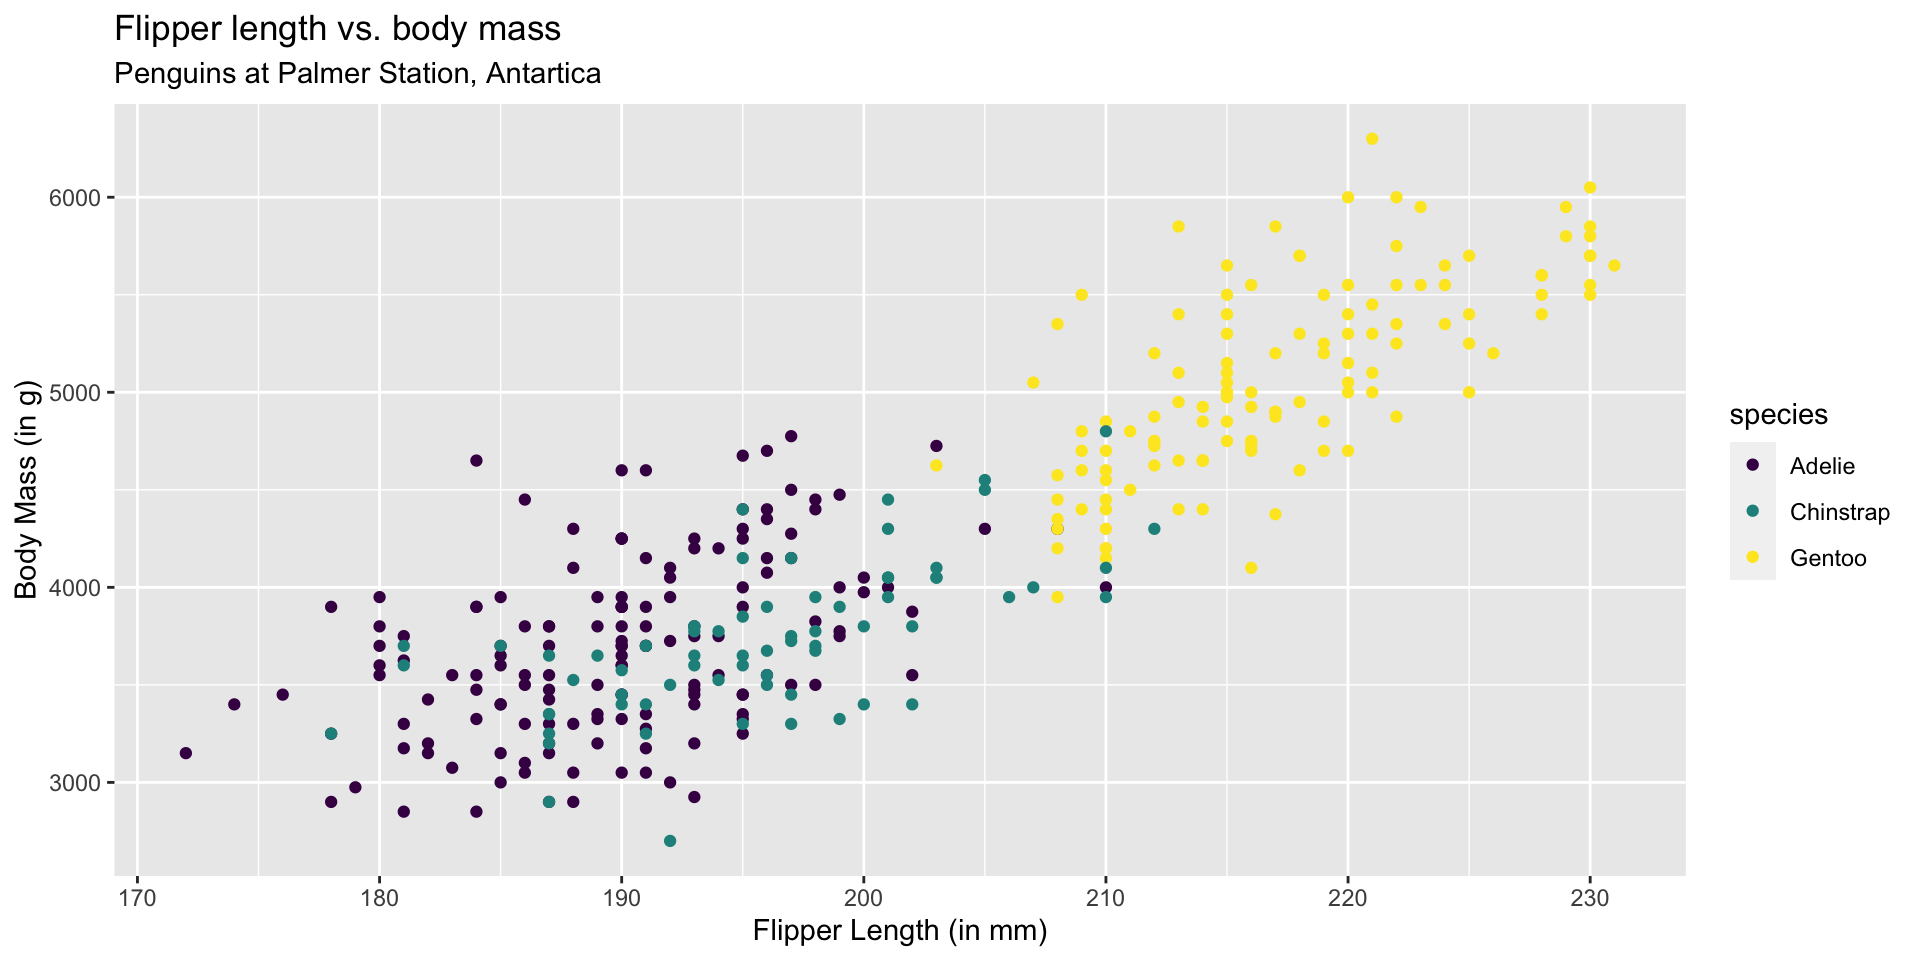 Flipper length vs. body mass
Penguins at Palmer Station, Antartica
6000
5000
4000
3000
Body Mass (in g)
170 180 190 200 210 220 230
Flipper Length (in mm)
species
Adelie
Chinstrap
Gentoo